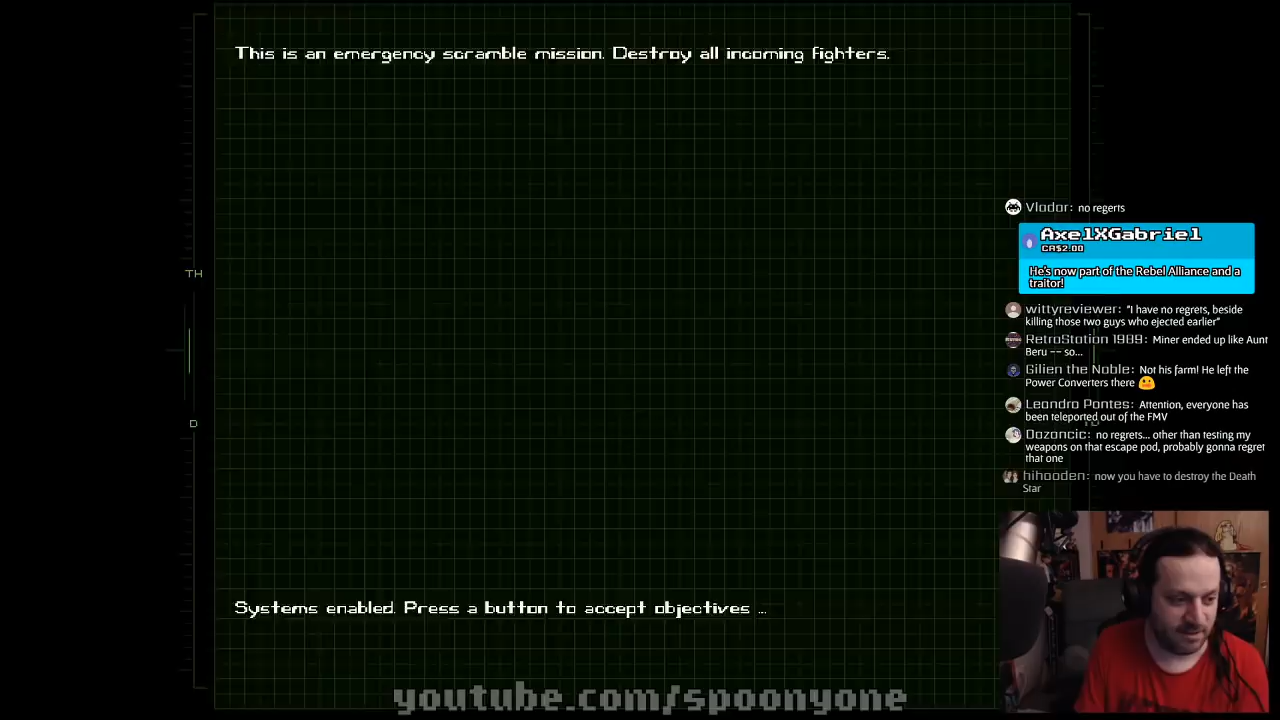 This is an emergency scramble mission. Destroy all incoming fighters.
TH
D
Vladar: no regerts
AxelXGabriel
CA$2.00
He's now part of the Rebel Alliance and a
traitor!
wittyreviewer: "I have no regrets, beside
killing those two guys who ejected earlier"
RetroStation 1989: Miner ended up like Aunt
Beru -- so...
Gilien the Noble: Not his farm! He left the
Power Converters there
Leandro Pontes: Attention, everyone has
been teleported out of the FMV
Dozoncic: no regrets... other than testing my
weapons on that escape pod, probably gonna regret
that one
hihooden: now you have to destroy the Death
Star
Systems enabled. Press a button to accept objectives ...
youtube.com/spoonyone